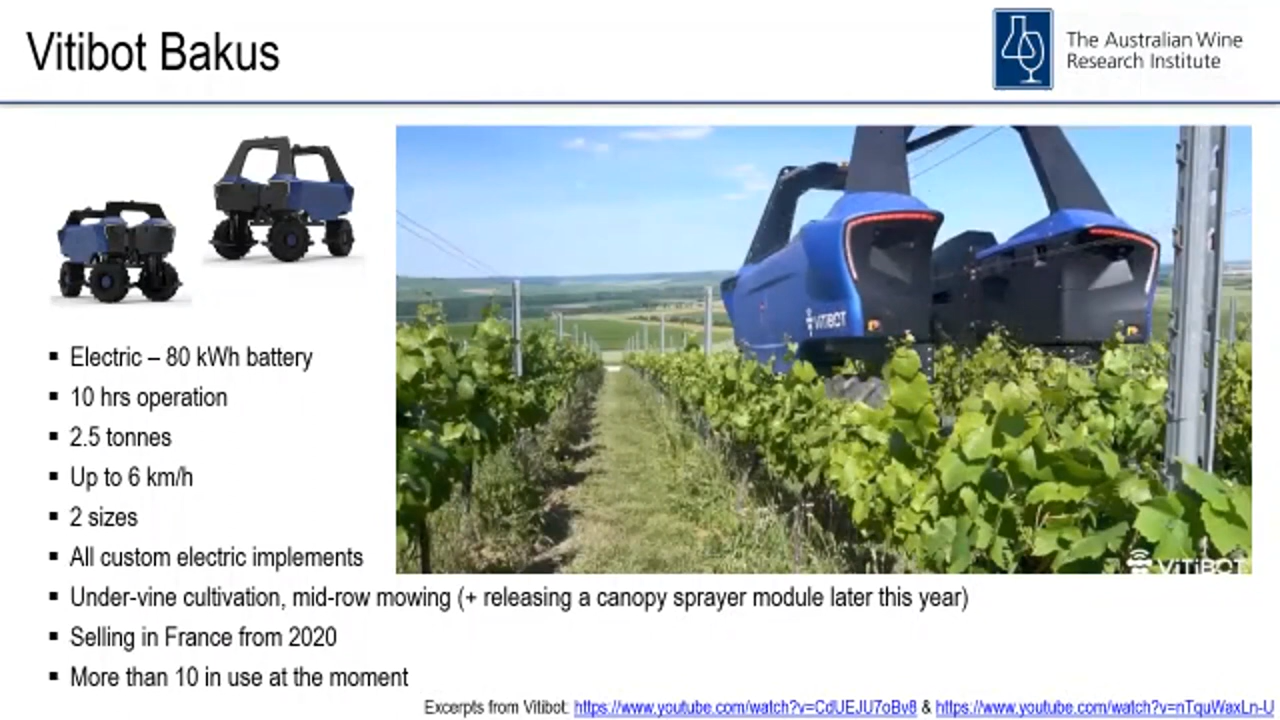 Vitibot Bakus
The Australian Wine
Research Institute
ViTiBOT
▪ Electric – 80 kWh battery
▪ 10 hrs operation
▪ 2.5 tonnes
▪ Up to 6 km/h
▪ 2 sizes
▪ All custom electric implements
ViTiBOT
▪ Under-vine cultivation, mid-row mowing (+ releasing a canopy sprayer module later this year)
▪ Selling in France from 2020
▪ More than 10 in use at the moment
Excerpts from Vitibot: https://www.youtube.com/watch?v=CdUEJU7oBv8 & https://www.youtube.com/watch?v=nTquWaxLn-U